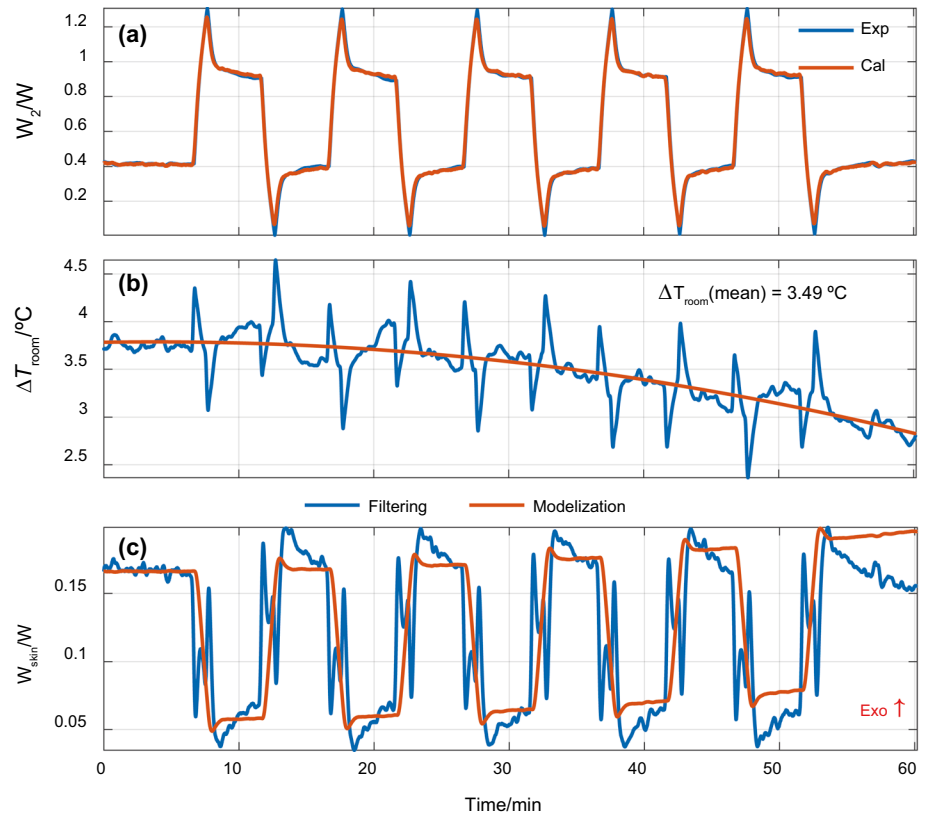 (a)
Exp
Cal
1.2
1
0.8
0.6
0.4
0.2
W2/W
(b)
ΔTroom(mean) = 3.49 ºC
4.5
4
3.5
3
2.5
ΔTroom/ºC
Filtering
Modelization
(c)
0.15
0.1
0.05
Wskin/W
Exo ↑
0 10 20 30 40 50 60
Time/min